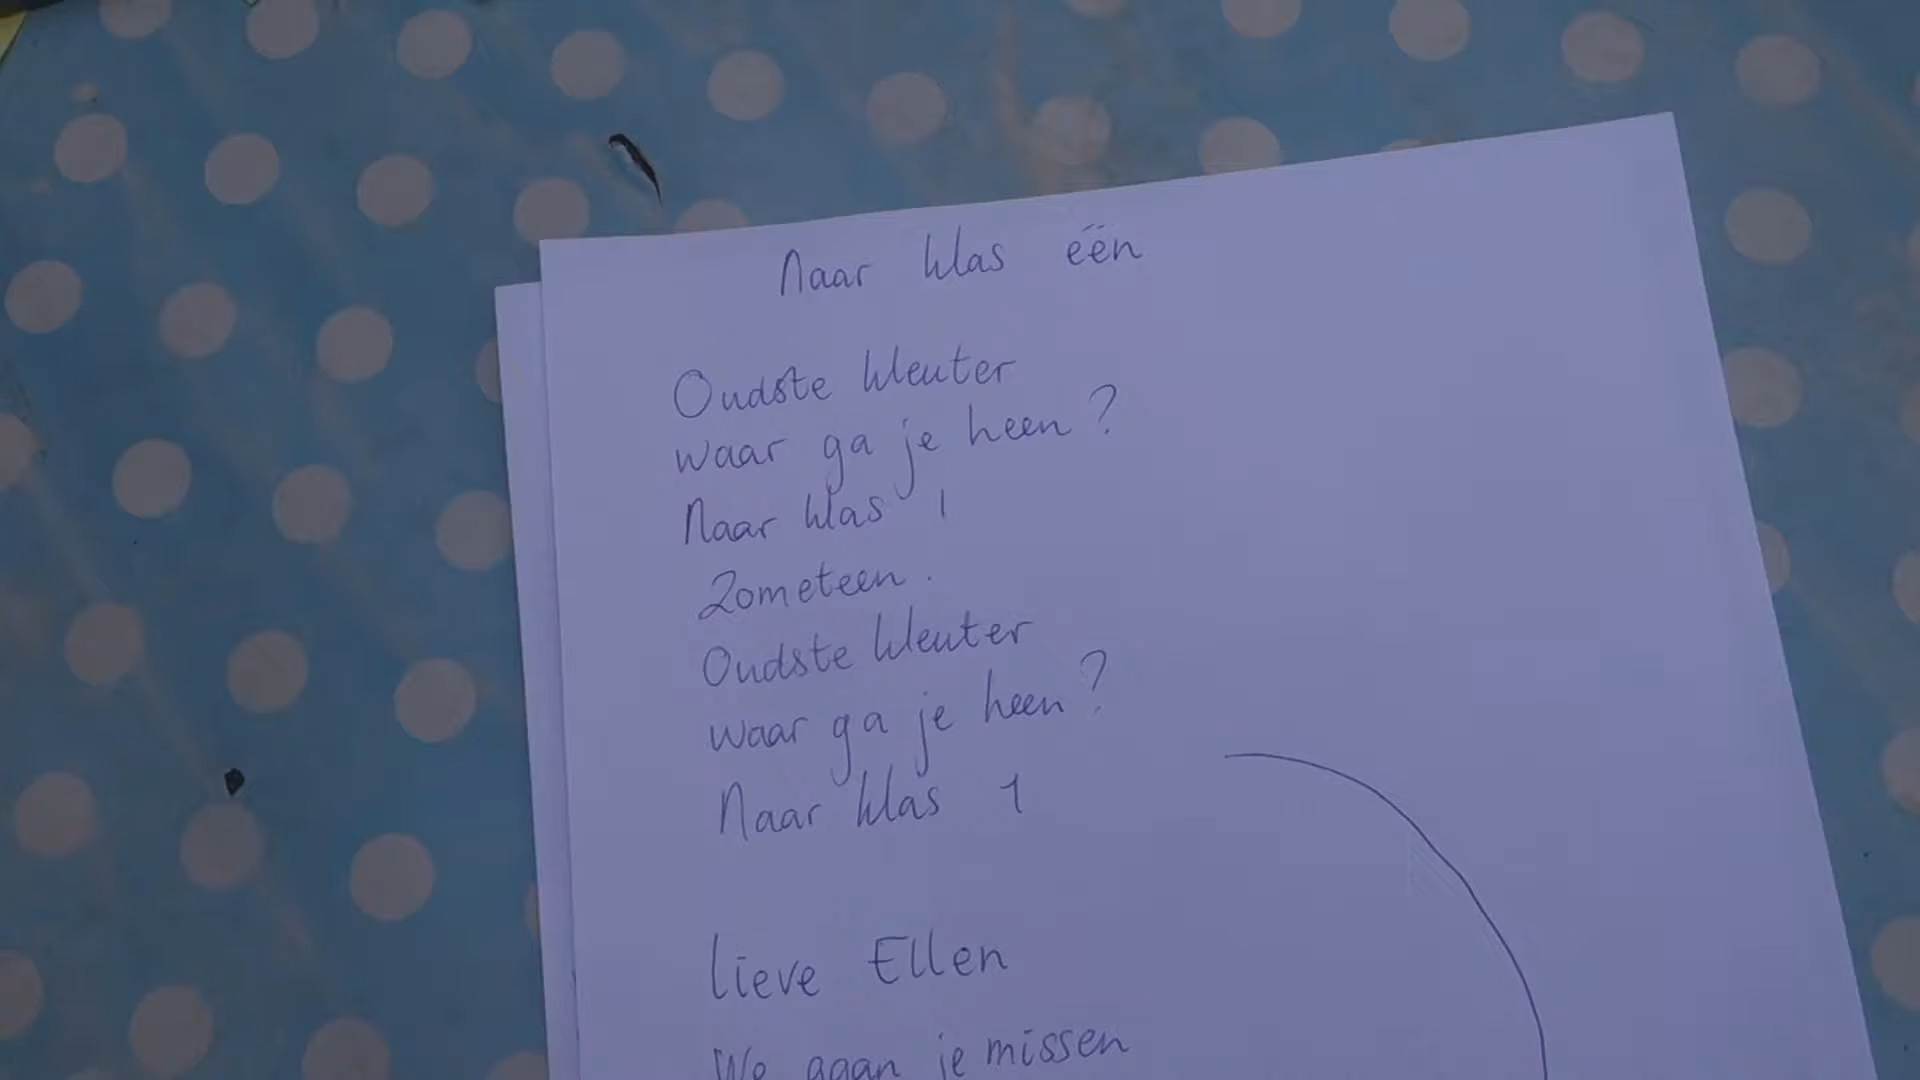 Naar klas één
Oudste kleuter
waar ga je heen?
Naar klas 1
Zometeen.
Oudste kleuter
waar ga je heen?
Naar klas 1
lieve Ellen
We gaan je missen